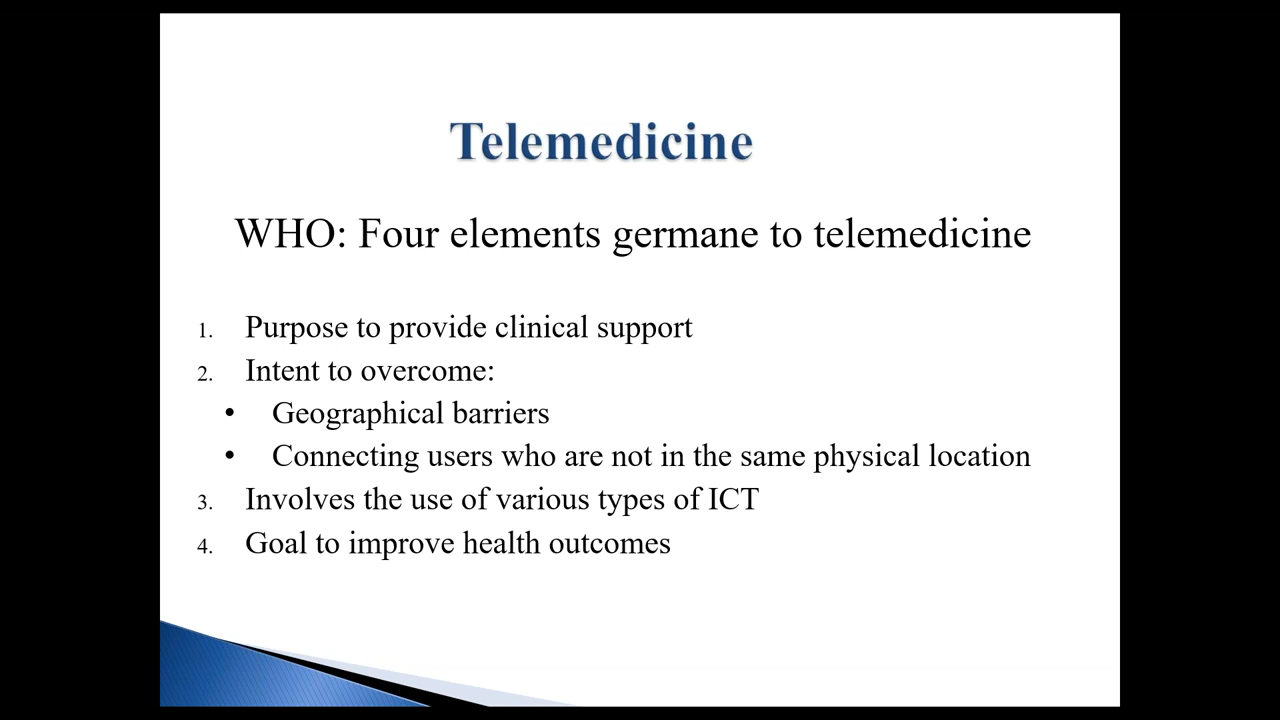 Telemedicine
WHO: Four elements germane to telemedicine
1. Purpose to provide clinical support
2. Intent to overcome:
• Geographical barriers
• Connecting users who are not in the same physical location
3. Involves the use of various types of ICT
4. Goal to improve health outcomes